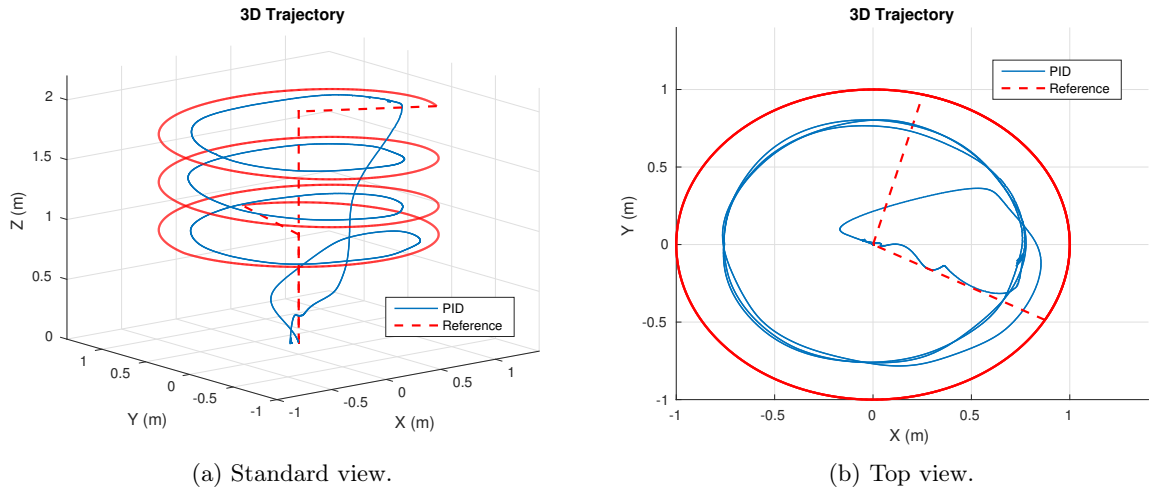 3D Trajectory
2
1.5
1
0.5
0
Z (m)
1
0.5
0
-0.5
-1
Y (m)
-1
-0.5
0
0.5
1
X (m)
PID
Reference
(a) Standard view.
3D Trajectory
1
0.5
0
-0.5
-1
Y (m)
-1
-0.5
0
0.5
1
X (m)
PID
Reference
(b) Top view.